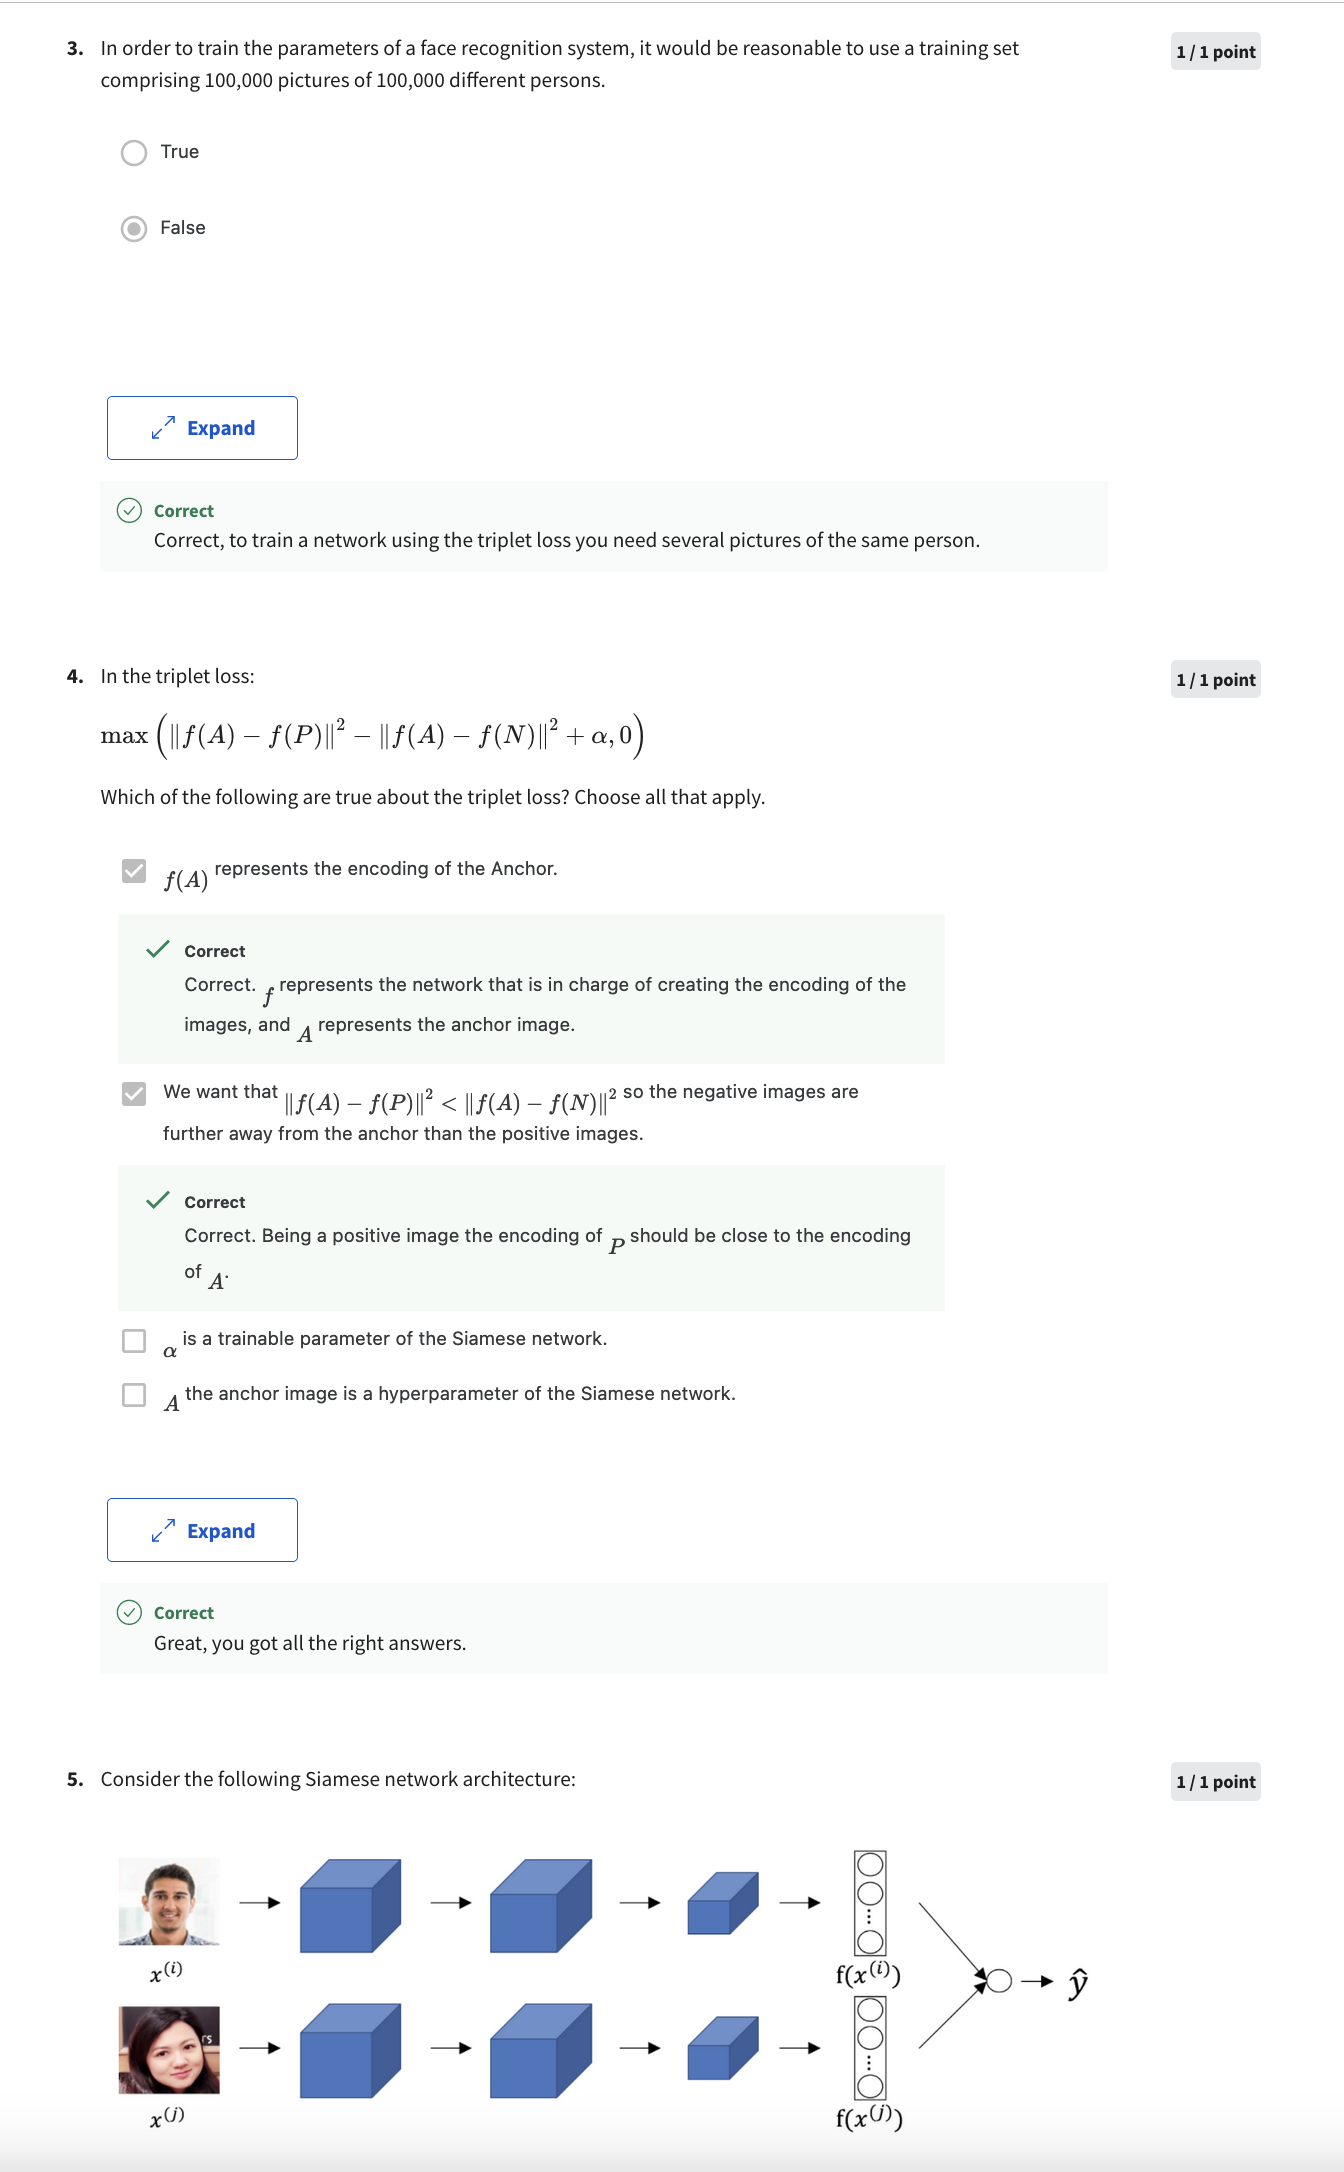 3. In order to train the parameters of a face recognition system, it would be reasonable to use a training set
1 / 1 point
comprising 100,000 pictures of 100,000 different persons.
True
False
Expand
Correct
Correct, to train a network using the triplet loss you need several pictures of the same person.
4. In the triplet loss:
1 / 1 point
max (‖f(A) − f(P)‖² − ‖f(A) − f(N)‖² + α, 0)
Which of the following are true about the triplet loss? Choose all that apply.
f(A) represents the encoding of the Anchor.
Correct
Correct. f represents the network that is in charge of creating the encoding of the
images, and A represents the anchor image.
We want that ‖f(A) − f(P)‖² < ‖f(A) − f(N)‖² so the negative images are
further away from the anchor than the positive images.
Correct
Correct. Being a positive image the encoding of P should be close to the encoding
of A.
α is a trainable parameter of the Siamese network.
A the anchor image is a hyperparameter of the Siamese network.
Expand
Correct
Great, you got all the right answers.
5. Consider the following Siamese network architecture:
1 / 1 point
x⁽ⁱ⁾
f(x⁽ⁱ⁾)
ŷ
rs
x⁽ʲ⁾
f(x⁽ʲ⁾)